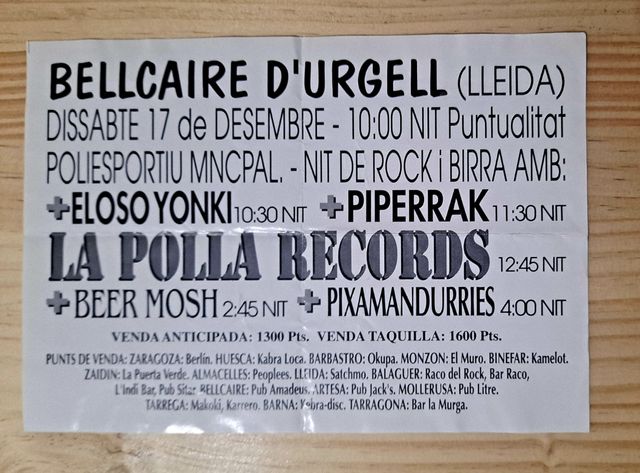 BELLCAIRE D'URGELL (LLEIDA)
DISSABTE 17 de DESEMBRE - 10:00 NIT Puntualitat
POLIESPORTIU MNCPAL. - NIT DE ROCK i BIRRA AMB:
+ELOSO YONKI 10:30 NIT +PIPERRAK 11:30 NIT
LA POLLA RECORDS 12:45 NIT
+BEER MOSH 2:45 NIT +PIXAMANDURRIES 4:00 NIT
VENDA ANTICIPADA: 1300 Pts. VENDA TAQUILLA: 1600 Pts.
PUNTS DE VENDA: ZARAGOZA: Berlín. HUESCA: Kabra Loca. BARBASTRO: Okupa. MONZON: El Muro. BINEFAR: Kamelot.
ZAIDIN: La Puerta Verde. ALMACELLES: Peoplees. LLEIDA: Satchmo. BALAGUER: Raco del Rock, Bar Raco,
L'Indi Bar, Pub Sitar. BELLCAIRE: Pub Amadeus. ARTESA: Pub Jack's. MOLLERUSA: Pub Litre.
TARREGA: Makoki, Karrero. BARNA: Kebra-disc. TARRAGONA: Bar la Murga.